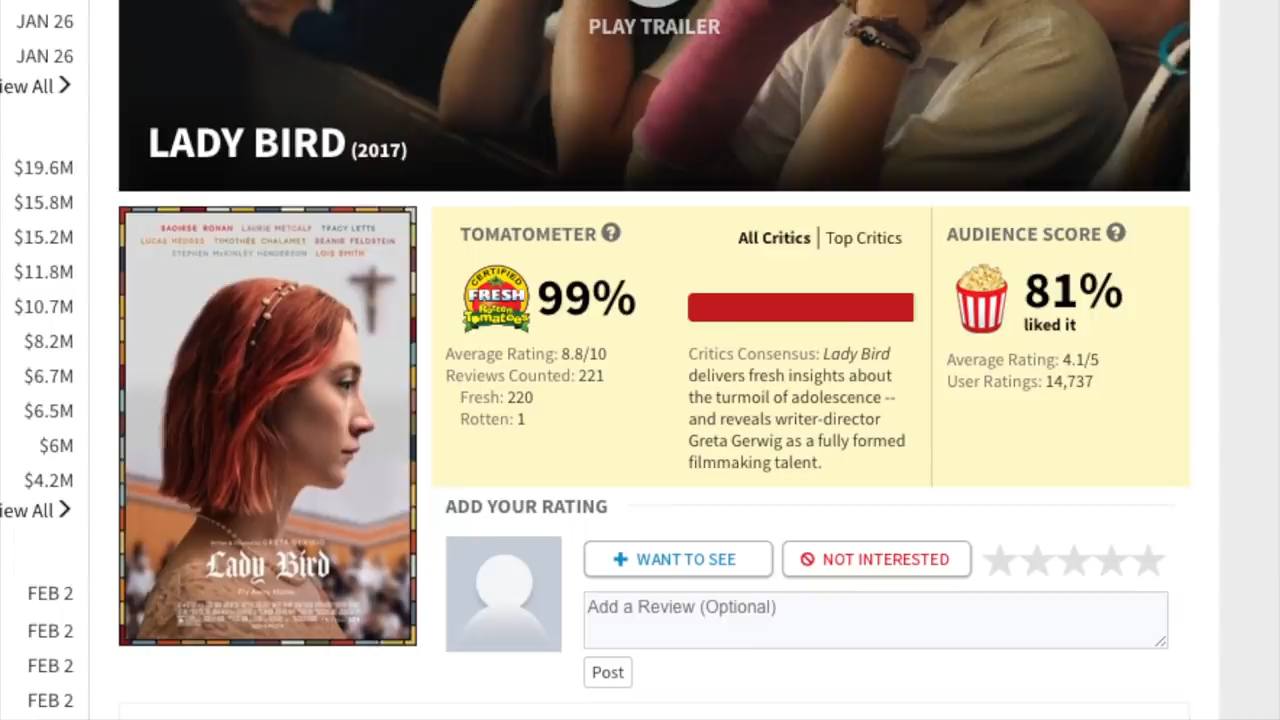 JAN 26
JAN 26
iew All
$19.6M
$15.8M
$15.2M
$11.8M
$10.7M
$8.2M
$6.7M
$6.5M
$6M
$4.2M
iew All
FEB 2
FEB 2
FEB 2
FEB 2
PLAY TRAILER
LADY BIRD (2017)
SAOIRSE RONAN LAURIE METCALF TRACY LETTS
LUCAS HEDGES TIMOTHÉE CHALAMET BEANIE FELDSTEIN
STEPHEN McKINLEY HENDERSON LOIS SMITH
GRETA GERWIG
Lady Bird
TOMATOMETER ?
All Critics | Top Critics
CERTIFIED
FRESH
Rotten
Tomatoes
99%
Average Rating: 8.8/10
Reviews Counted: 221
Fresh: 220
Rotten: 1
Critics Consensus: Lady Bird
delivers fresh insights about
the turmoil of adolescence --
and reveals writer-director
Greta Gerwig as a fully formed
filmmaking talent.
AUDIENCE SCORE ?
81%
liked it
Average Rating: 4.1/5
User Ratings: 14,737
ADD YOUR RATING
WANT TO SEE
NOT INTERESTED
Add a Review (Optional)
Post